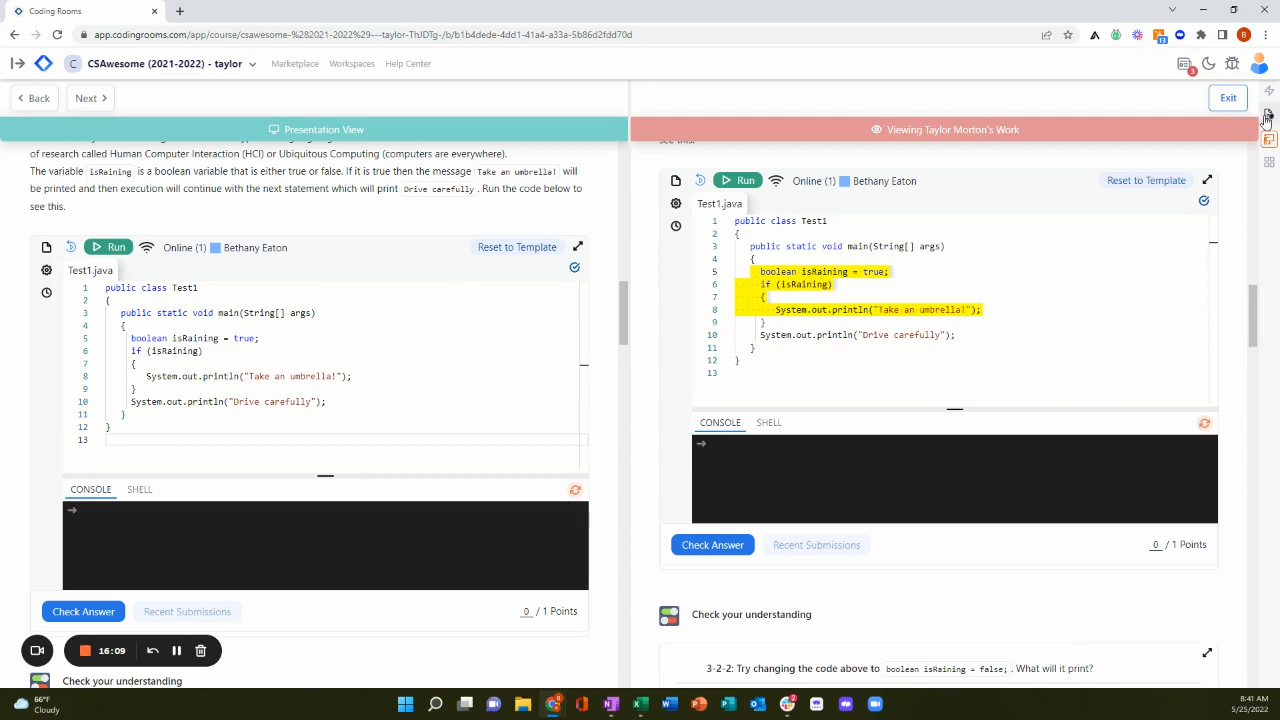 Coding Rooms
app.codingrooms.com/app/course/csawesome-%282021-2022%29---taylor-ThJDTg-/b/b1b4dede-4dd1-41a4-a33a-5b86d2fdd70d
13
B
C
CSAwesome (2021-2022) - taylor
Marketplace
Workspaces
Help Center
3
Back
Next
Exit
Presentation View
Viewing Taylor Morton's Work
of research called Human Computer Interaction (HCI) or Ubiquitous Computing (computers are everywhere).
The variable isRaining is a boolean variable that is either true or false. If it is true then the message Take an umbrella! will
be printed and then execution will continue with the next statement which will print Drive carefully . Run the code below to
see this.
Run
Online (1)
Bethany Eaton
Reset to Template
Test1.java
1 public class Test1
2 {
3 public static void main(String[] args)
4 {
5 boolean isRaining = true;
6 if (isRaining)
7 {
8 System.out.println("Take an umbrella!");
9 }
10 System.out.println("Drive carefully");
11 }
12 }
13
CONSOLE
SHELL
Check Answer
Recent Submissions
0 / 1 Points
16:09
Check your understanding
see this.
Run
Online (1)
Bethany Eaton
Reset to Template
Test1.java
1 public class Test1
2 {
3 public static void main(String[] args)
4 {
5 boolean isRaining = true;
6 if (isRaining)
7 {
8 System.out.println("Take an umbrella!");
9 }
10 System.out.println("Drive carefully");
11 }
12 }
13
CONSOLE
SHELL
Check Answer
Recent Submissions
0 / 1 Points
Check your understanding
3-2-2: Try changing the code above to boolean isRaining = false; . What will it print?
66°F
Cloudy
2
8:41 AM
5/25/2022